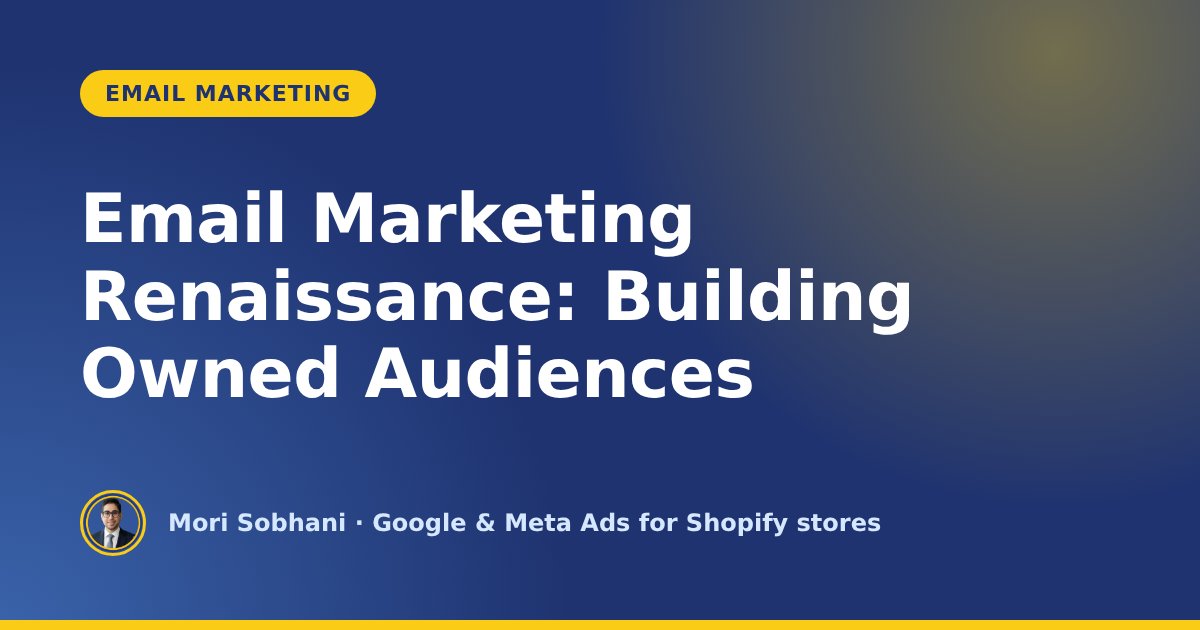 EMAIL MARKETING
Email Marketing
Renaissance: Building
Owned Audiences
Mori Sobhani · Google & Meta Ads for Shopify stores